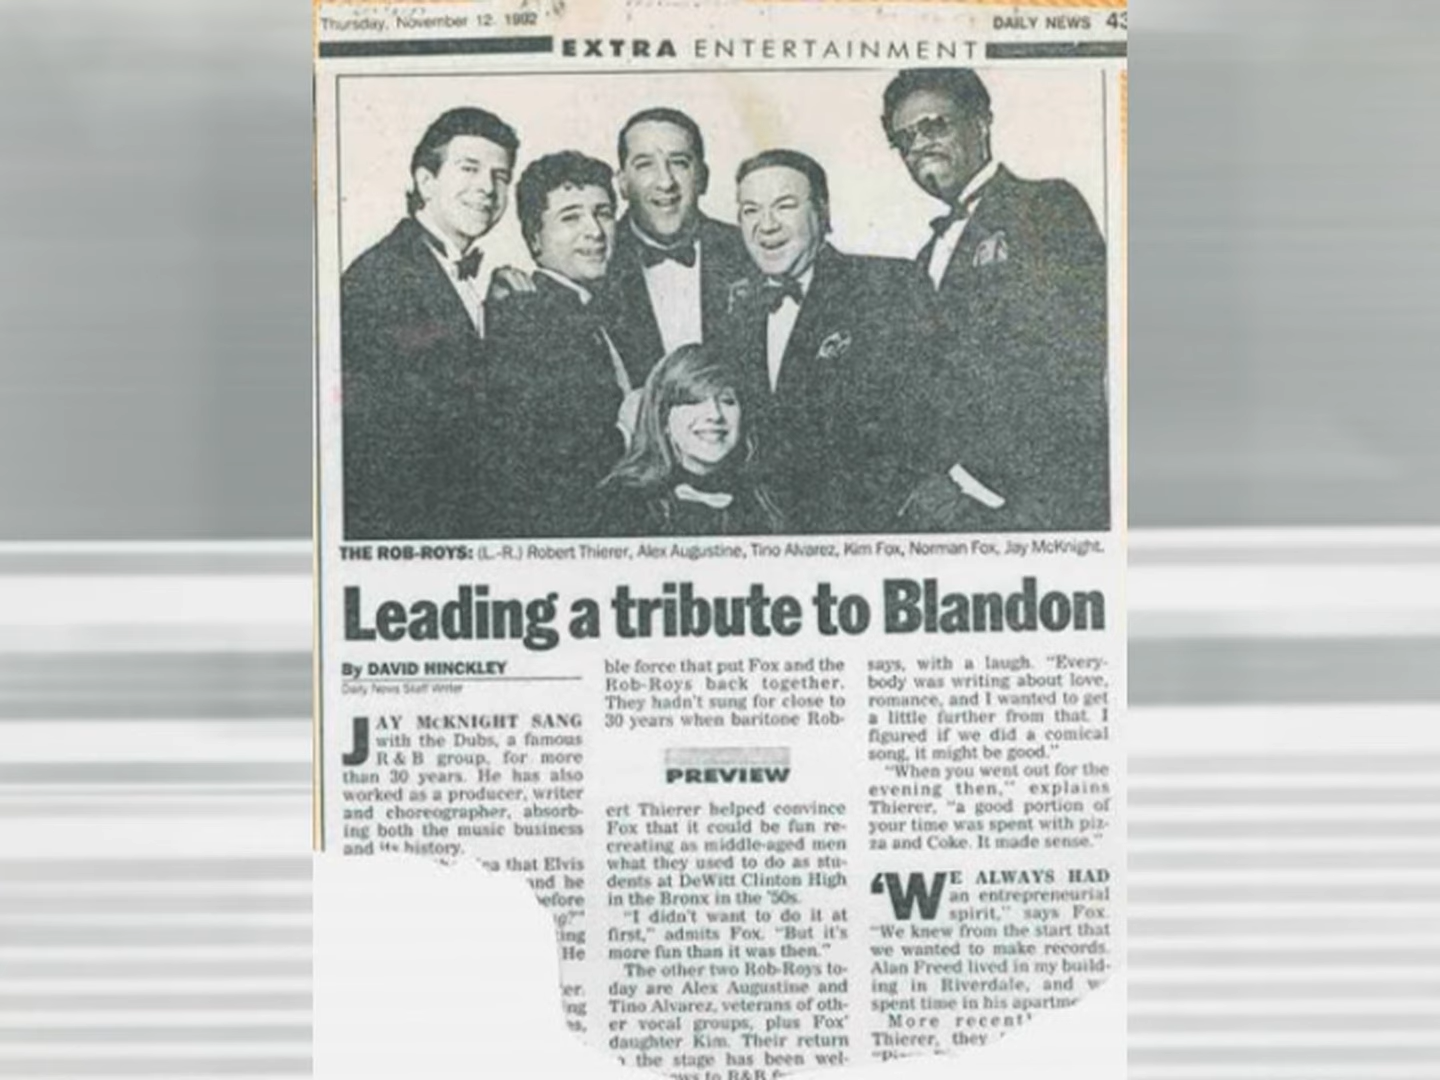 Thursday, November 12, 1992
DAILY NEWS 43
EXTRA ENTERTAINMENT
THE ROB-ROYS: (L.-R.) Robert Thierer, Alex Augustine, Tino Alvarez, Kim Fox, Norman Fox, Jay McKnight.
Leading a tribute to Blandon
By DAVID HINCKLEY
Daily News Staff Writer
JAY McKNIGHT SANG
with the Dubs, a famous
R & B group, for more
than 30 years. He has also
worked as a producer, writer
and choreographer, absorb-
ing both the music business
and its history.
that Elvis
and he
before
ing
He
ble force that put Fox and the
Rob-Roys back together.
They hadn't sung for close to
30 years when baritone Rob-
PREVIEW
ert Thierer helped convince
Fox that it could be fun re-
creating as middle-aged men
what they used to do as stu-
dents at DeWitt Clinton High
in the Bronx in the '50s.
"I didn't want to do it at
first," admits Fox. "But it's
more fun than it was then."
The other two Rob-Roys to-
day are Alex Augustine and
Tino Alvarez, veterans of oth-
er vocal groups, plus Fox'
daughter Kim. Their return
the stage has been wel-
to R&B
says, with a laugh. "Every-
body was writing about love,
romance, and I wanted to get
a little further from that. I
figured if we did a comical
song, it might be good."
"When you went out for the
evening then," explains
Thierer, "a good portion of
your time was spent with piz-
za and Coke. It made sense."
'WE ALWAYS HAD
an entrepreneurial
spirit," says Fox.
"We knew from the start that
we wanted to make records.
Alan Freed lived in my build-
ing in Riverdale, and
spent time in his
More
Thierer, they